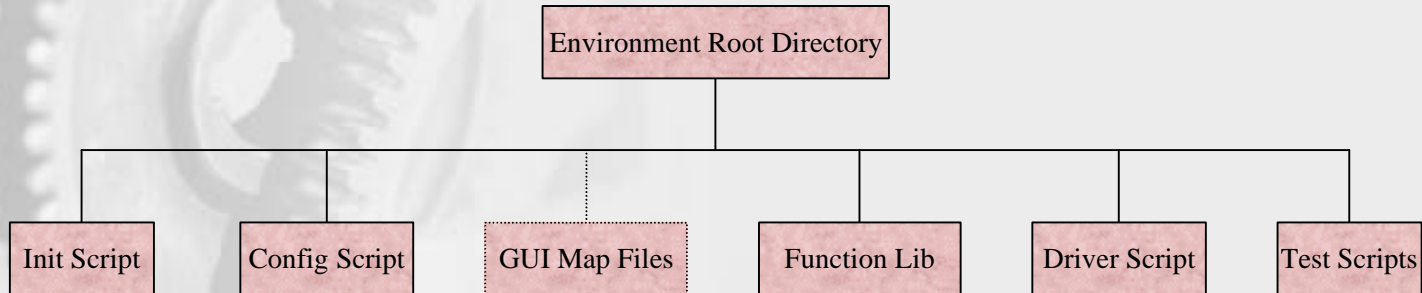 Environment Root Directory
Init Script
Config Script
GUI Map Files
Function Lib
Driver Script
Test Scripts